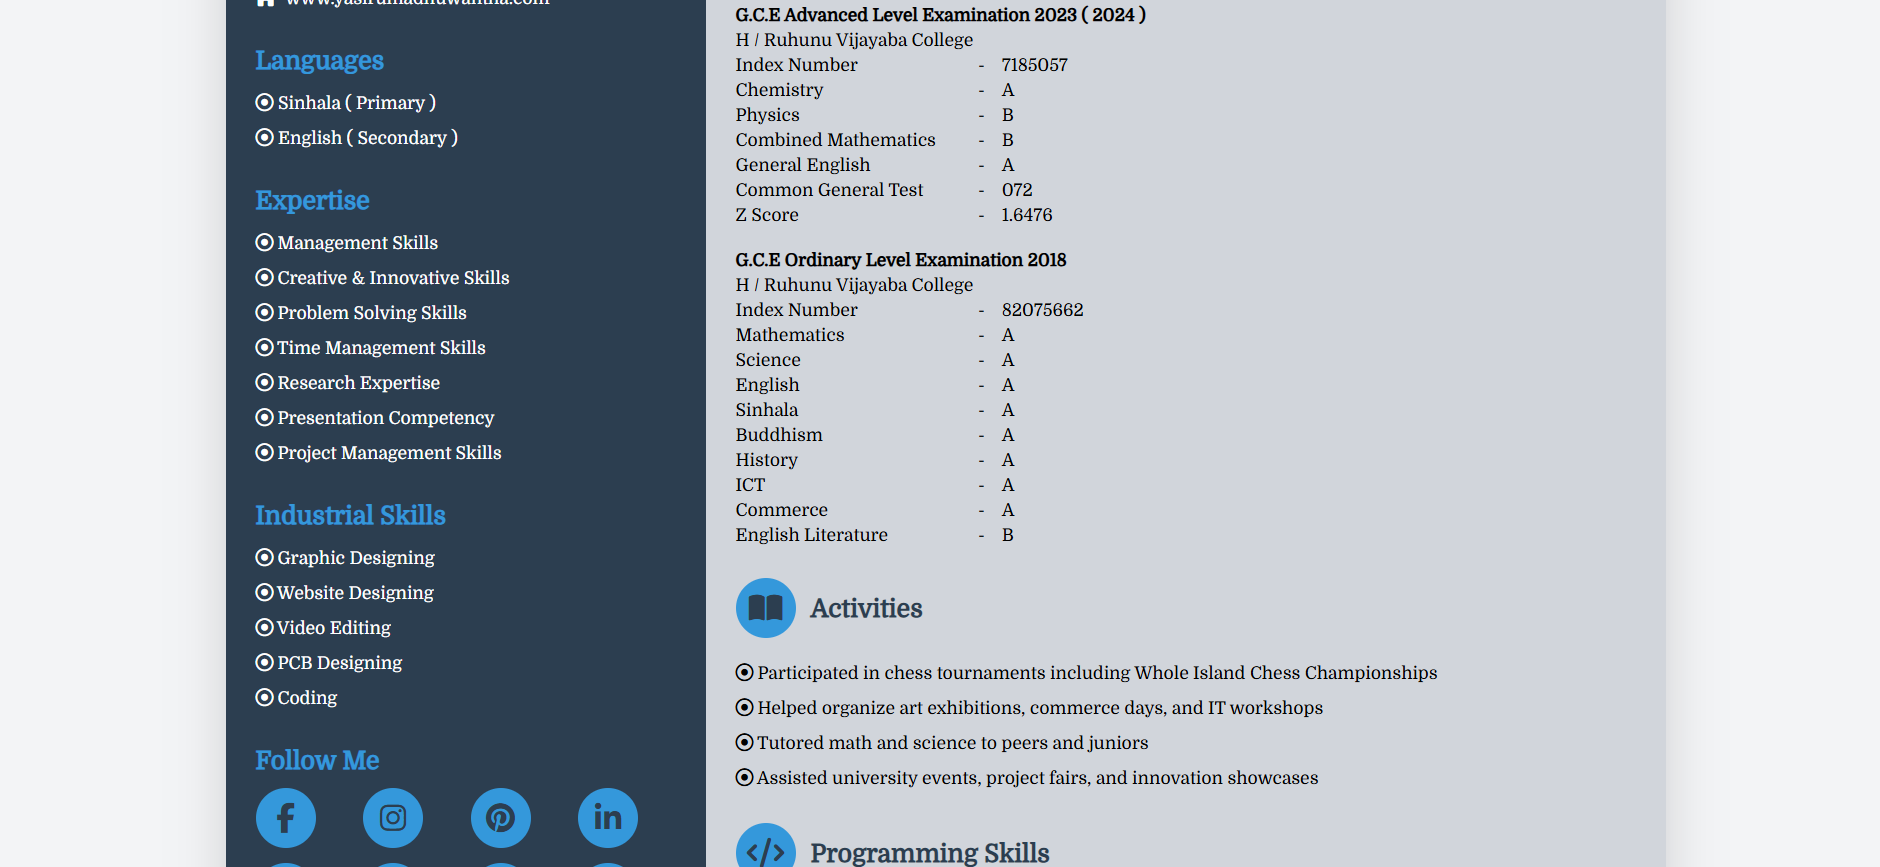 Languages
Sinhala ( Primary )
English ( Secondary )
Expertise
Management Skills
Creative & Innovative Skills
Problem Solving Skills
Time Management Skills
Research Expertise
Presentation Competency
Project Management Skills
Industrial Skills
Graphic Designing
Website Designing
Video Editing
PCB Designing
Coding
Follow Me
G.C.E Advanced Level Examination 2023 ( 2024 )
H / Ruhunu Vijayaba College
Index Number - 7185057
Chemistry - A
Physics - B
Combined Mathematics - B
General English - A
Common General Test - 072
Z Score - 1.6476
G.C.E Ordinary Level Examination 2018
H / Ruhunu Vijayaba College
Index Number - 82075662
Mathematics - A
Science - A
English - A
Sinhala - A
Buddhism - A
History - A
ICT - A
Commerce - A
English Literature - B
Activities
Participated in chess tournaments including Whole Island Chess Championships
Helped organize art exhibitions, commerce days, and IT workshops
Tutored math and science to peers and juniors
Assisted university events, project fairs, and innovation showcases
Programming Skills